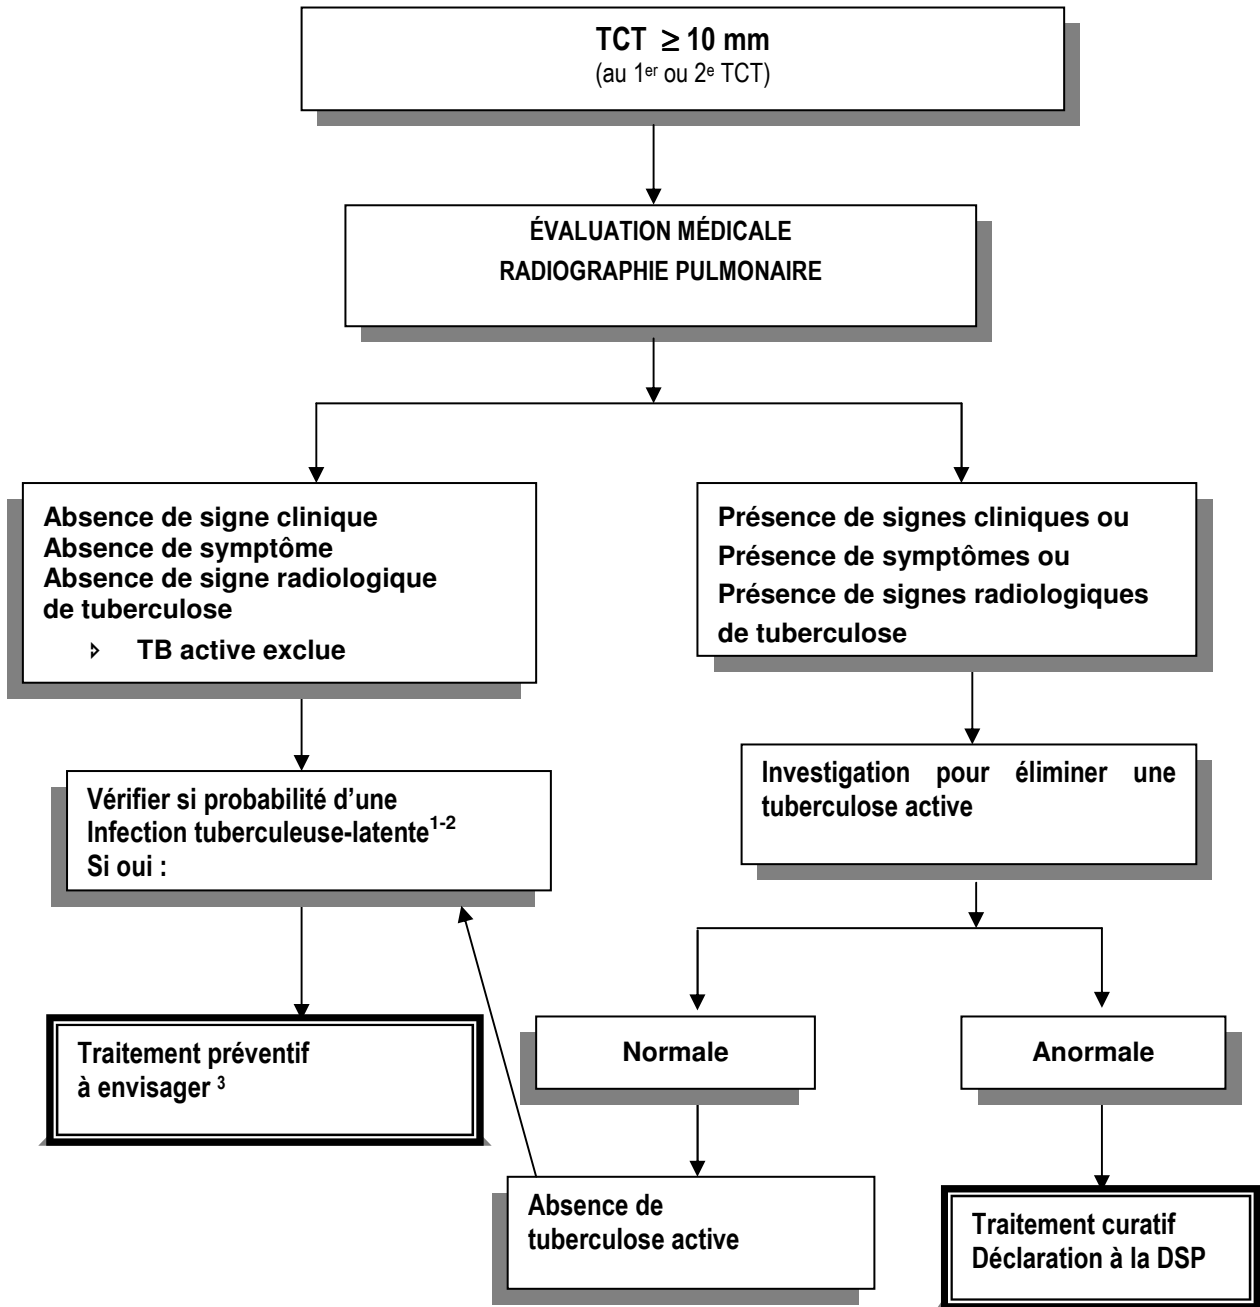 TCT ≥ 10 mm
(au 1er ou 2e TCT)
ÉVALUATION MÉDICALE
RADIOGRAPHIE PULMONAIRE
Absence de signe clinique
Absence de symptôme
Absence de signe radiologique
de tuberculose
TB active exclue
Présence de signes cliniques ou
Présence de symptômes ou
Présence de signes radiologiques
de tuberculose
Vérifier si probabilité d’une
Infection tuberculeuse-latente1-2
Si oui :
Investigation pour éliminer une
tuberculose active
Traitement préventif
à envisager 3
Normale
Anormale
Absence de
tuberculose active
Traitement curatif
Déclaration à la DSP